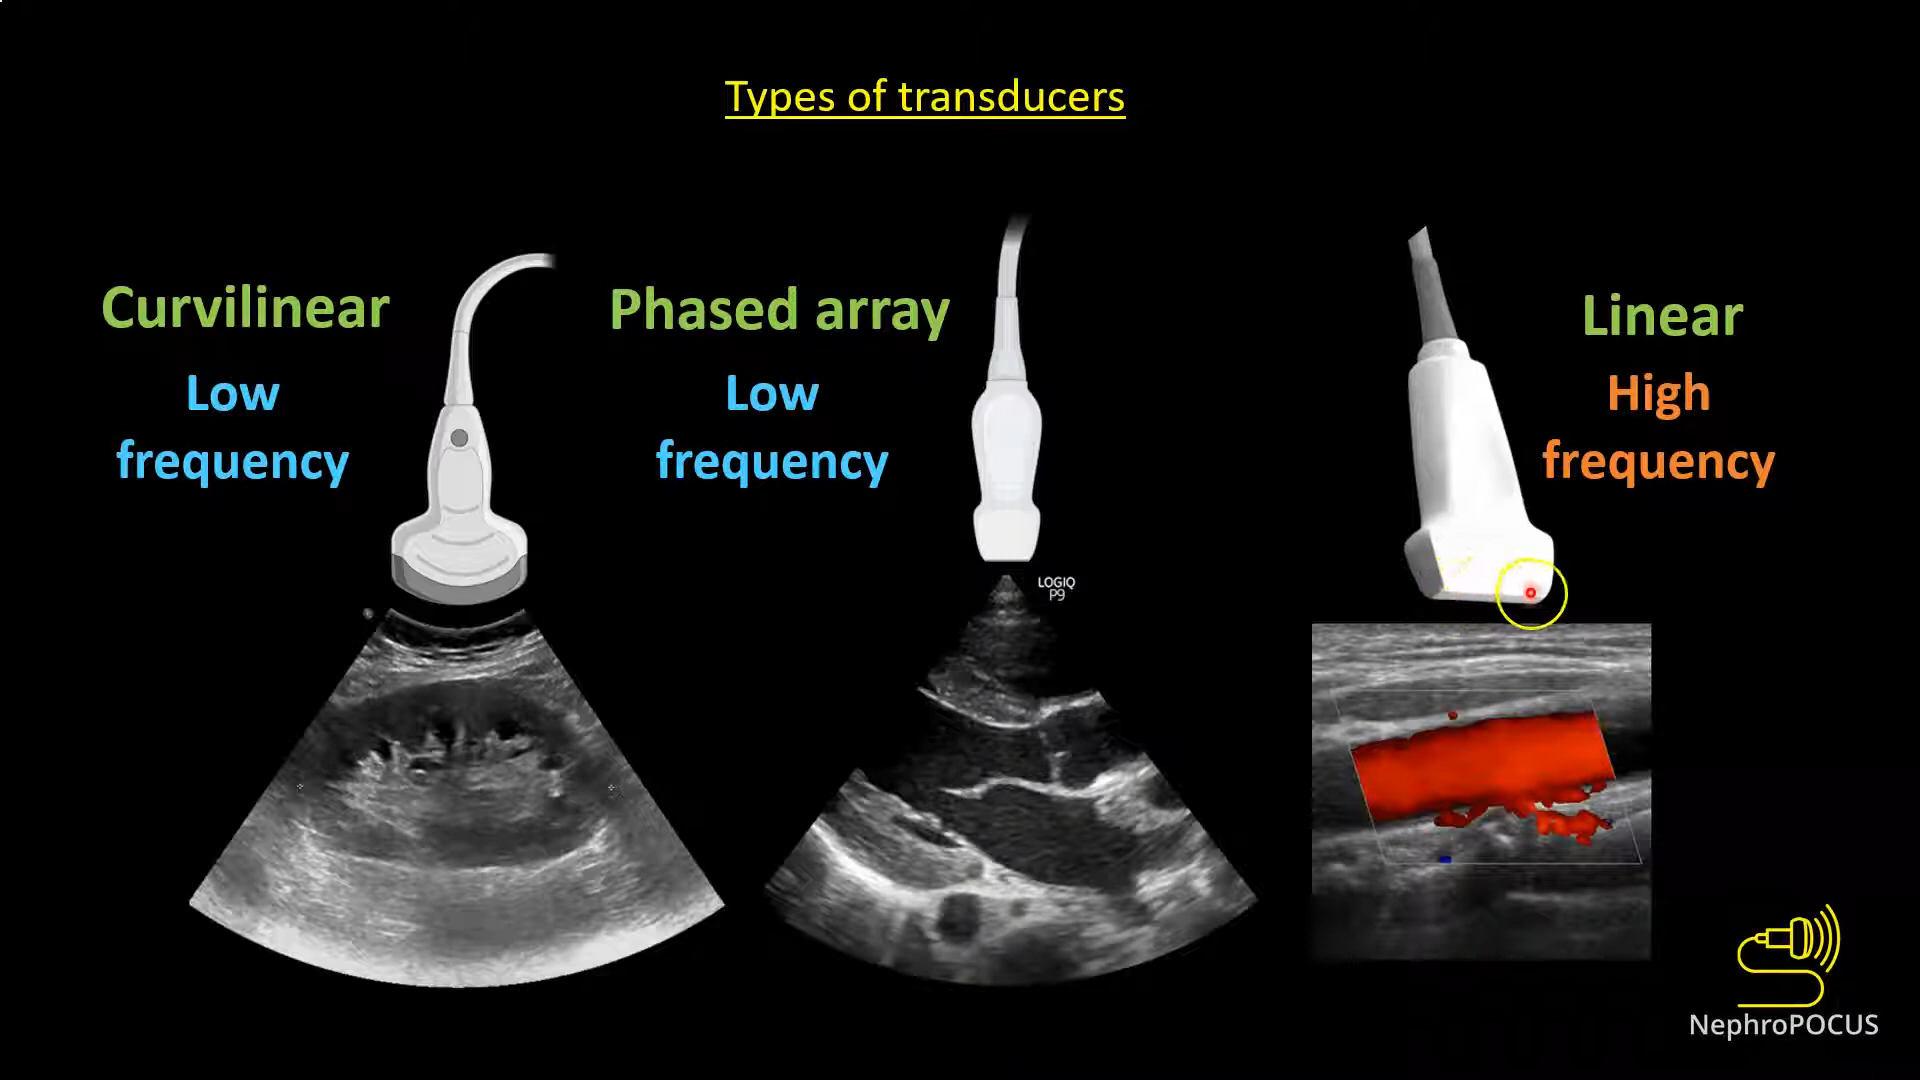 Types of transducers
Curvilinear
Low
frequency
Phased array
Low
frequency
Linear
High
frequency
LOGIQ
P9
NephroPOCUS